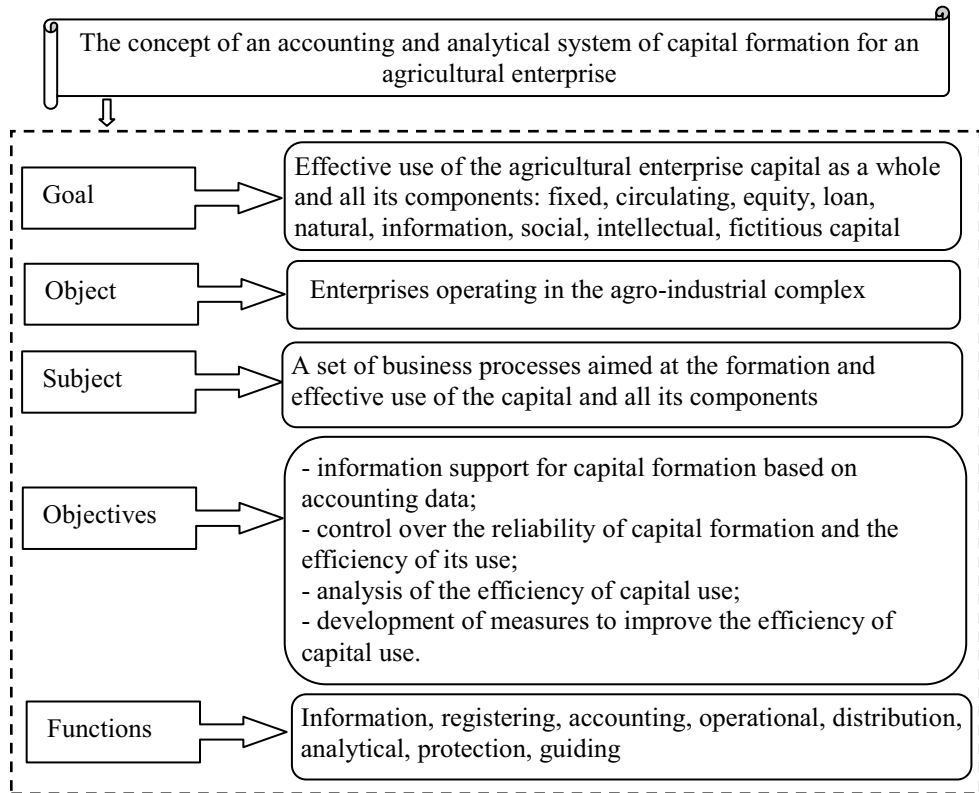 The concept of an accounting and analytical system of capital formation for an
agricultural enterprise
Goal
Effective use of the agricultural enterprise capital as a whole
and all its components: fixed, circulating, equity, loan,
natural, information, social, intellectual, fictitious capital
Object
Enterprises operating in the agro-industrial complex
Subject
A set of business processes aimed at the formation and
effective use of the capital and all its components
Objectives
- information support for capital formation based on
accounting data;
- control over the reliability of capital formation and the
efficiency of its use;
- analysis of the efficiency of capital use;
- development of measures to improve the efficiency of
capital use.
Functions
Information, registering, accounting, operational, distribution,
analytical, protection, guiding